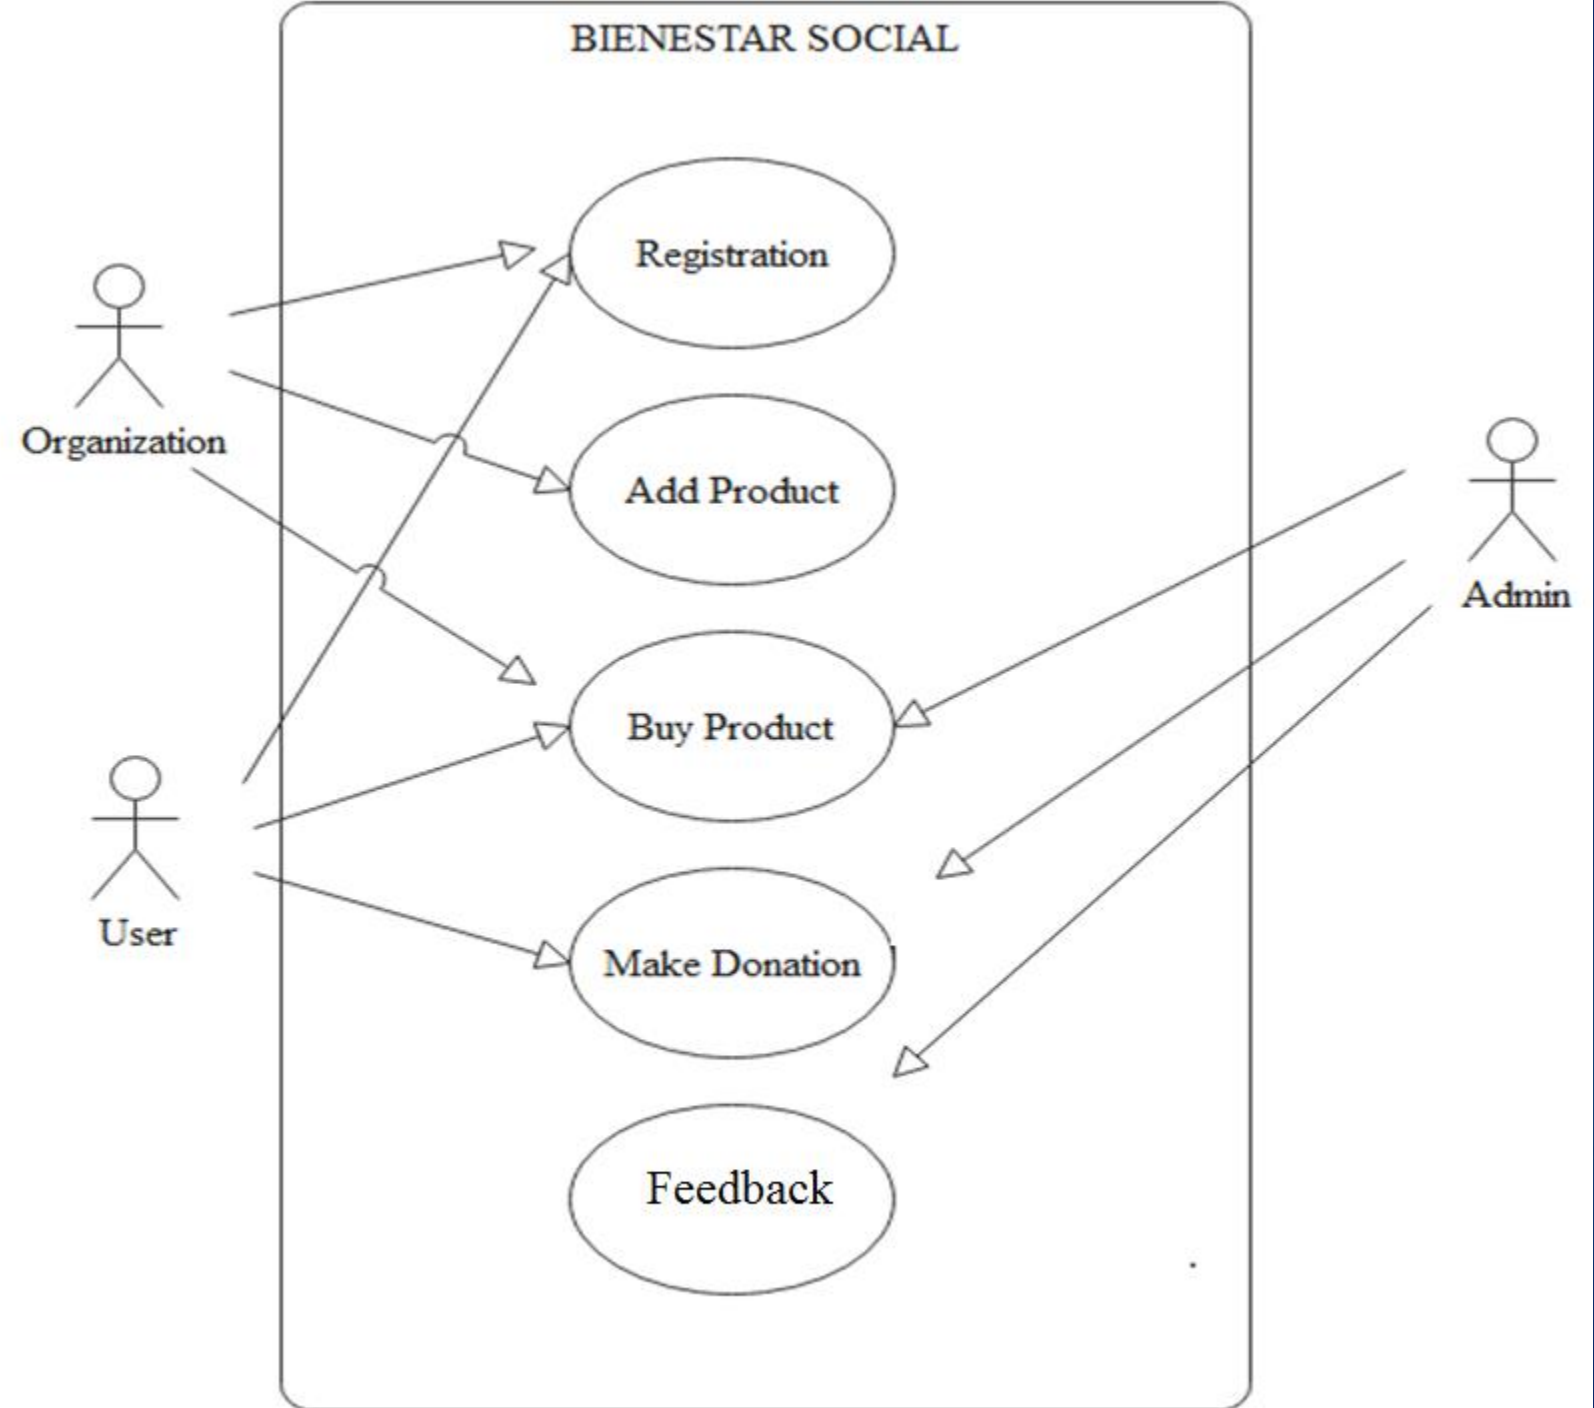 BIENESTAR SOCIAL
Registration
Organization
Add Product
Admin
Buy Product
User
Make Donation
Feedback